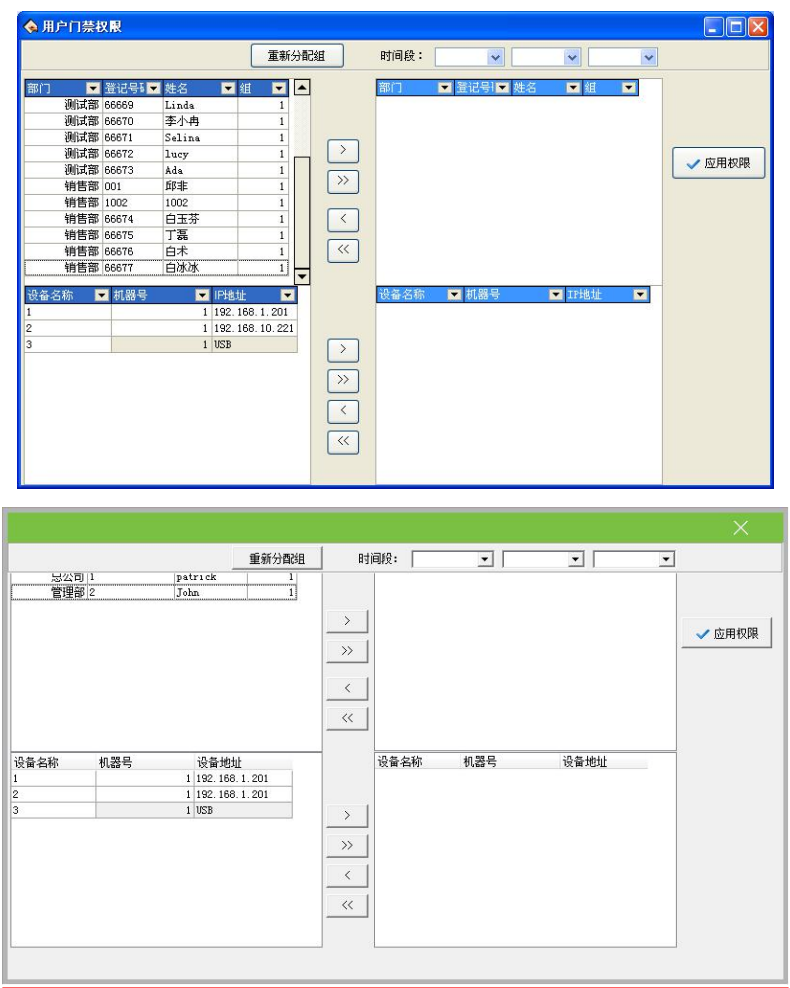 用户门禁权限
重新分配组 时间段：
部门 登记号码 姓名 组 部门 登记号码 姓名 组
测试部 66669 Linda 1
测试部 66670 李小冉 1
测试部 66671 Selina 1
测试部 66672 lucy 1
测试部 66673 Ada 1
销售部 001 邱非 1
销售部 1002 1002 1
销售部 66674 白玉芬 1
销售部 66675 丁磊 1
销售部 66676 白术 1
销售部 66677 白冰冰 1
> >> < <<
应用权限
设备名称 机器号 IP地址 设备名称 机器号 IP地址
1 1 192.168.1.201
2 1 192.168.10.221
3 1 USB
> >> < <<
重新分配组 时间段：
总公司 1 patrick 1
管理部 2 John 1
> >> < <<
应用权限
设备名称 机器号 设备地址 设备名称 机器号 设备地址
1 1 192.168.1.201
2 1 192.168.1.201
3 1 USB
> >> < <<